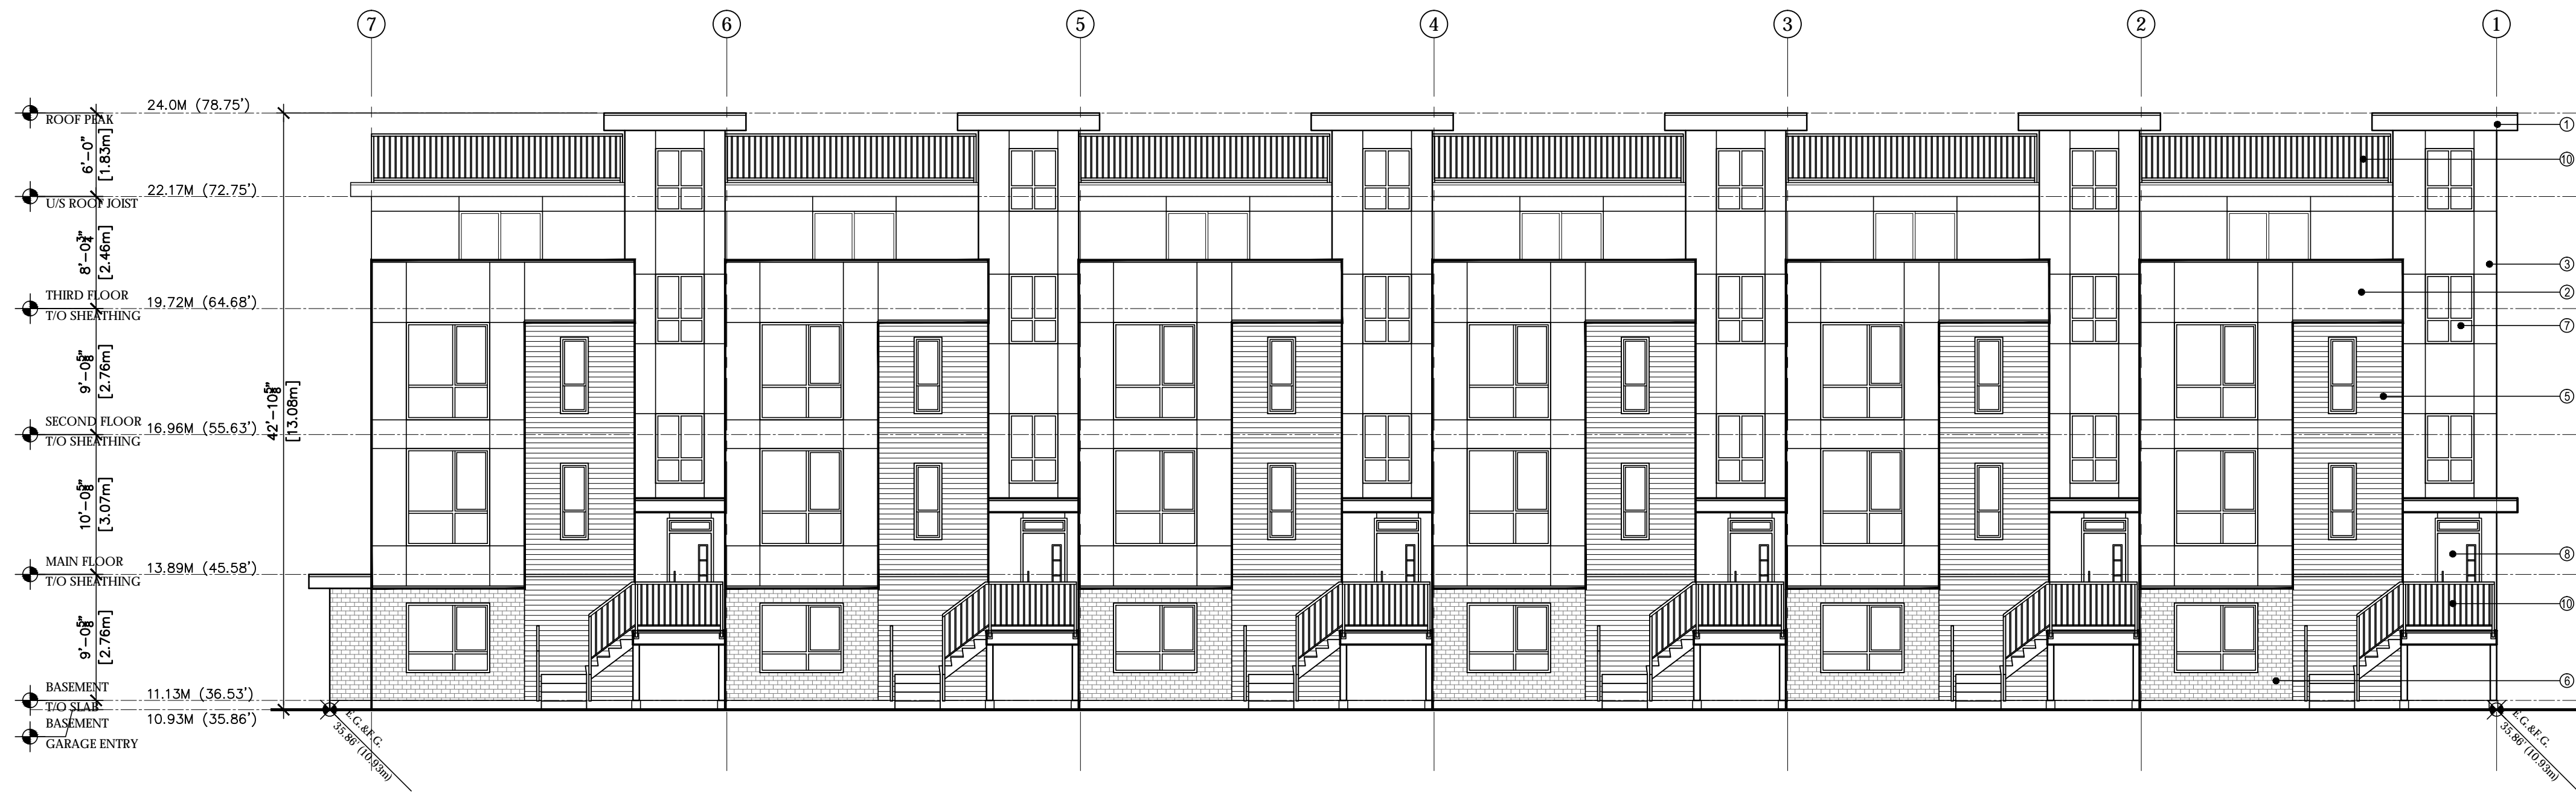 7 6 5 4 3 2 1
24.0M (78.75')
ROOF PEAK
6'-0"
[1.83m]
22.17M (72.75')
U/S ROOF JOIST
8'-0¾"
[2.46m]
THIRD FLOOR
19.72M (64.68')
T/O SHEATHING
9'-0⅝"
[2.76m]
SECOND FLOOR
16.96M (55.63')
T/O SHEATHING
10'-0⅝"
[3.07m]
MAIN FLOOR
13.89M (45.58')
T/O SHEATHING
9'-0⅝"
[2.76m]
BASEMENT
11.13M (36.53')
T/O SLAB
10.93M (35.86')
BASEMENT
GARAGE ENTRY
42'-10⅝"
[13.08m]
E.G.&F.G.
35.86' (10.93m)
1
10
3
2
7
5
8
10
6
E.G.&F.G.
35.86' (10.93m)